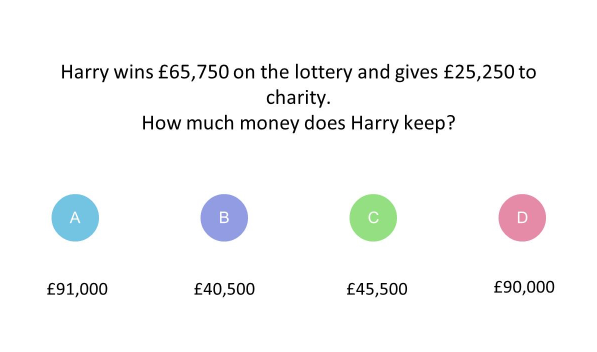 Harry wins £65,750 on the lottery and gives £25,250 to
charity.
How much money does Harry keep?
A B C D
£91,000 £40,500 £45,500 £90,000